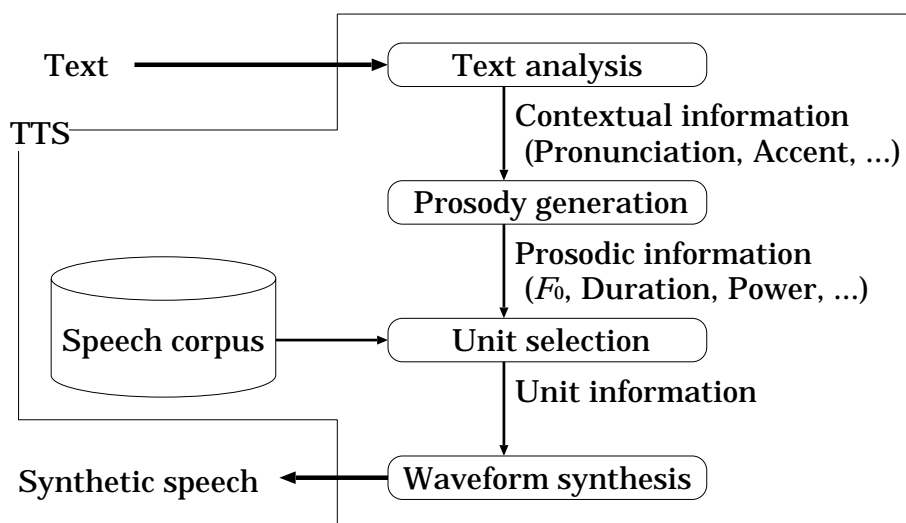 Text
Text analysis
Contextual information
(Pronunciation, Accent, ...)
TTS
Prosody generation
Prosodic information
(F0, Duration, Power, ...)
Speech corpus
Unit selection
Unit information
Synthetic speech
Waveform synthesis